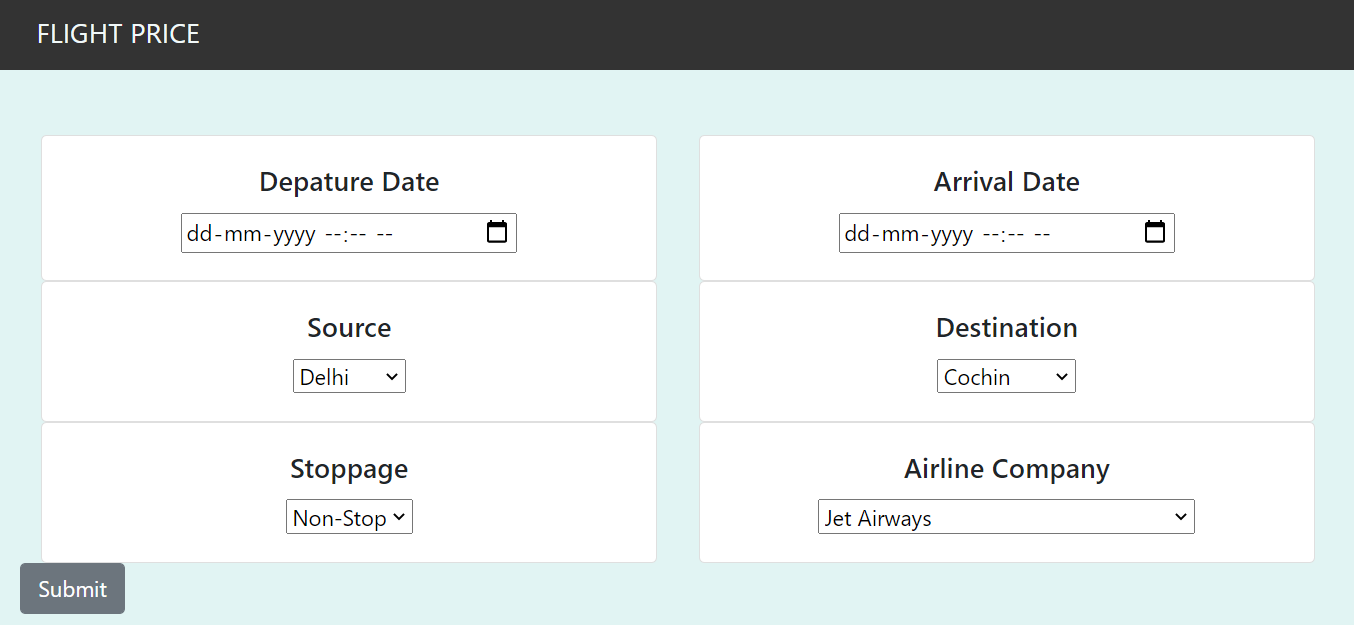 FLIGHT PRICE
Depature Date
Arrival Date
dd-mm-yyyy --:-- --
dd-mm-yyyy --:-- --
Source
Destination
Delhi
Cochin
Stoppage
Airline Company
Non-Stop
Jet Airways
Submit